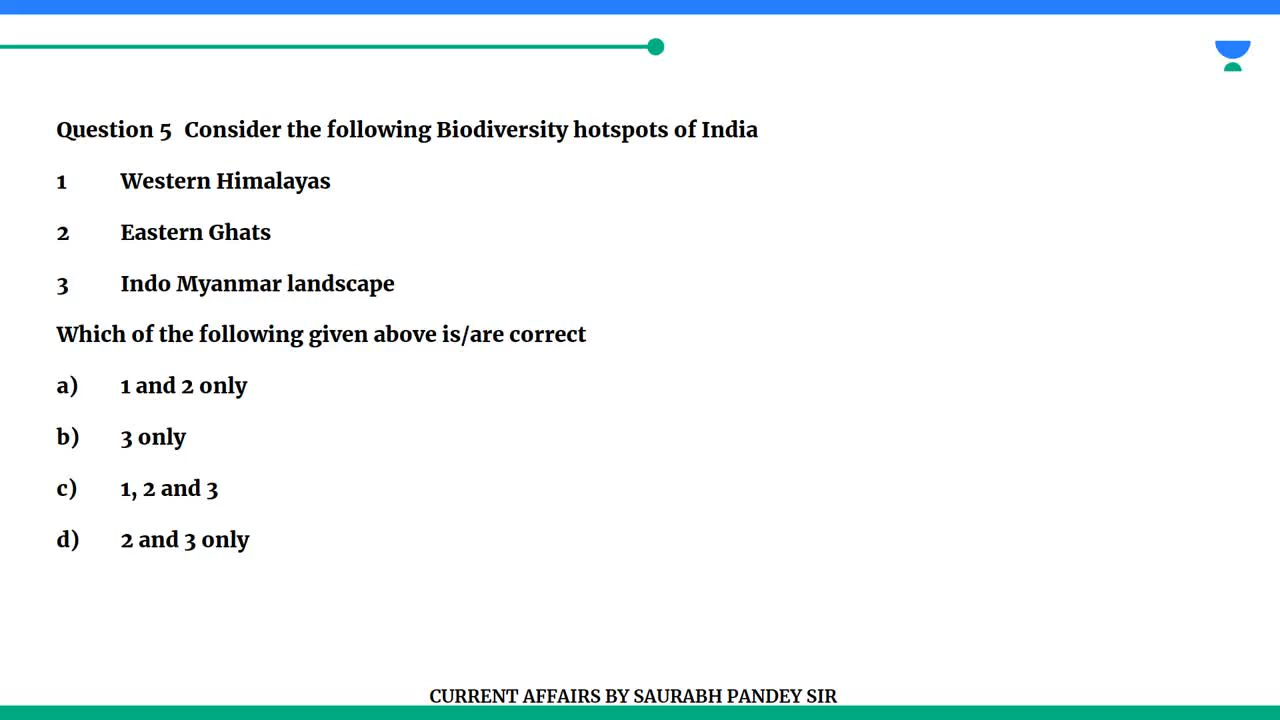 Question 5 Consider the following Biodiversity hotspots of India
1 Western Himalayas
2 Eastern Ghats
3 Indo Myanmar landscape
Which of the following given above is/are correct
a) 1 and 2 only
b) 3 only
c) 1, 2 and 3
d) 2 and 3 only
CURRENT AFFAIRS BY SAURABH PANDEY SIR